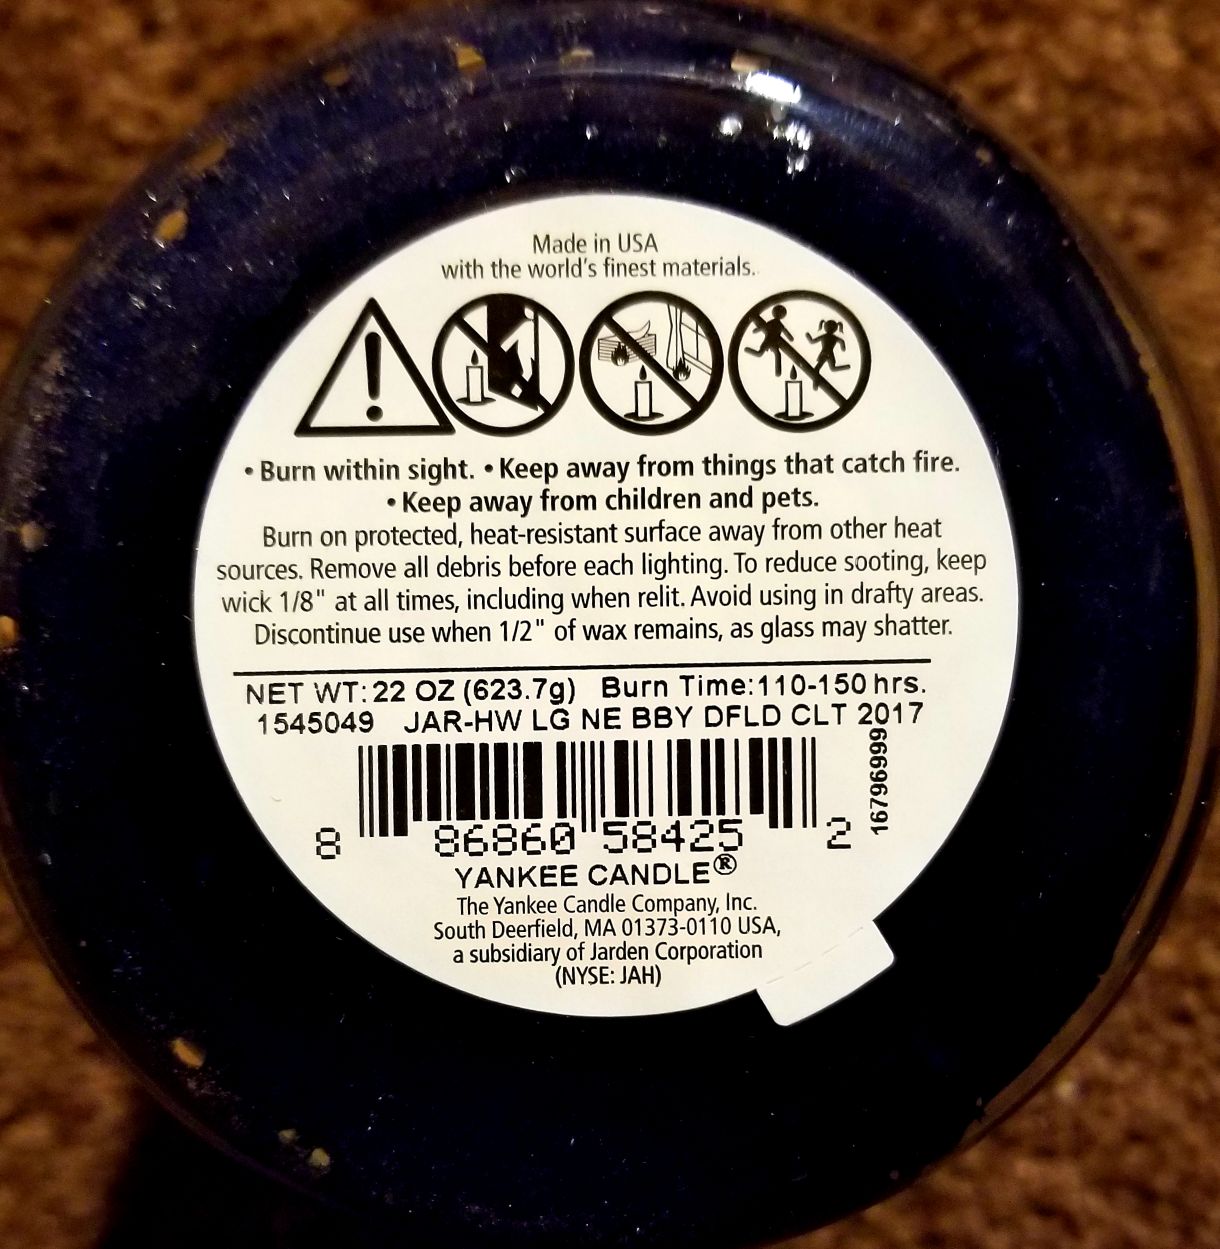 Made in USA
with the world's finest materials.
• Burn within sight. • Keep away from things that catch fire.
• Keep away from children and pets.
Burn on protected, heat-resistant surface away from other heat
sources. Remove all debris before each lighting. To reduce sooting, keep
wick 1/8" at all times, including when relit. Avoid using in drafty areas.
Discontinue use when 1/2" of wax remains, as glass may shatter.
NET WT: 22 OZ (623.7g) Burn Time: 110-150 hrs.
1545049 JAR-HW LG NE BBY DFLD CLT 2017
16796999
8 86860 58425 2
YANKEE CANDLE®
The Yankee Candle Company, Inc.
South Deerfield, MA 01373-0110 USA,
a subsidiary of Jarden Corporation
(NYSE: JAH)